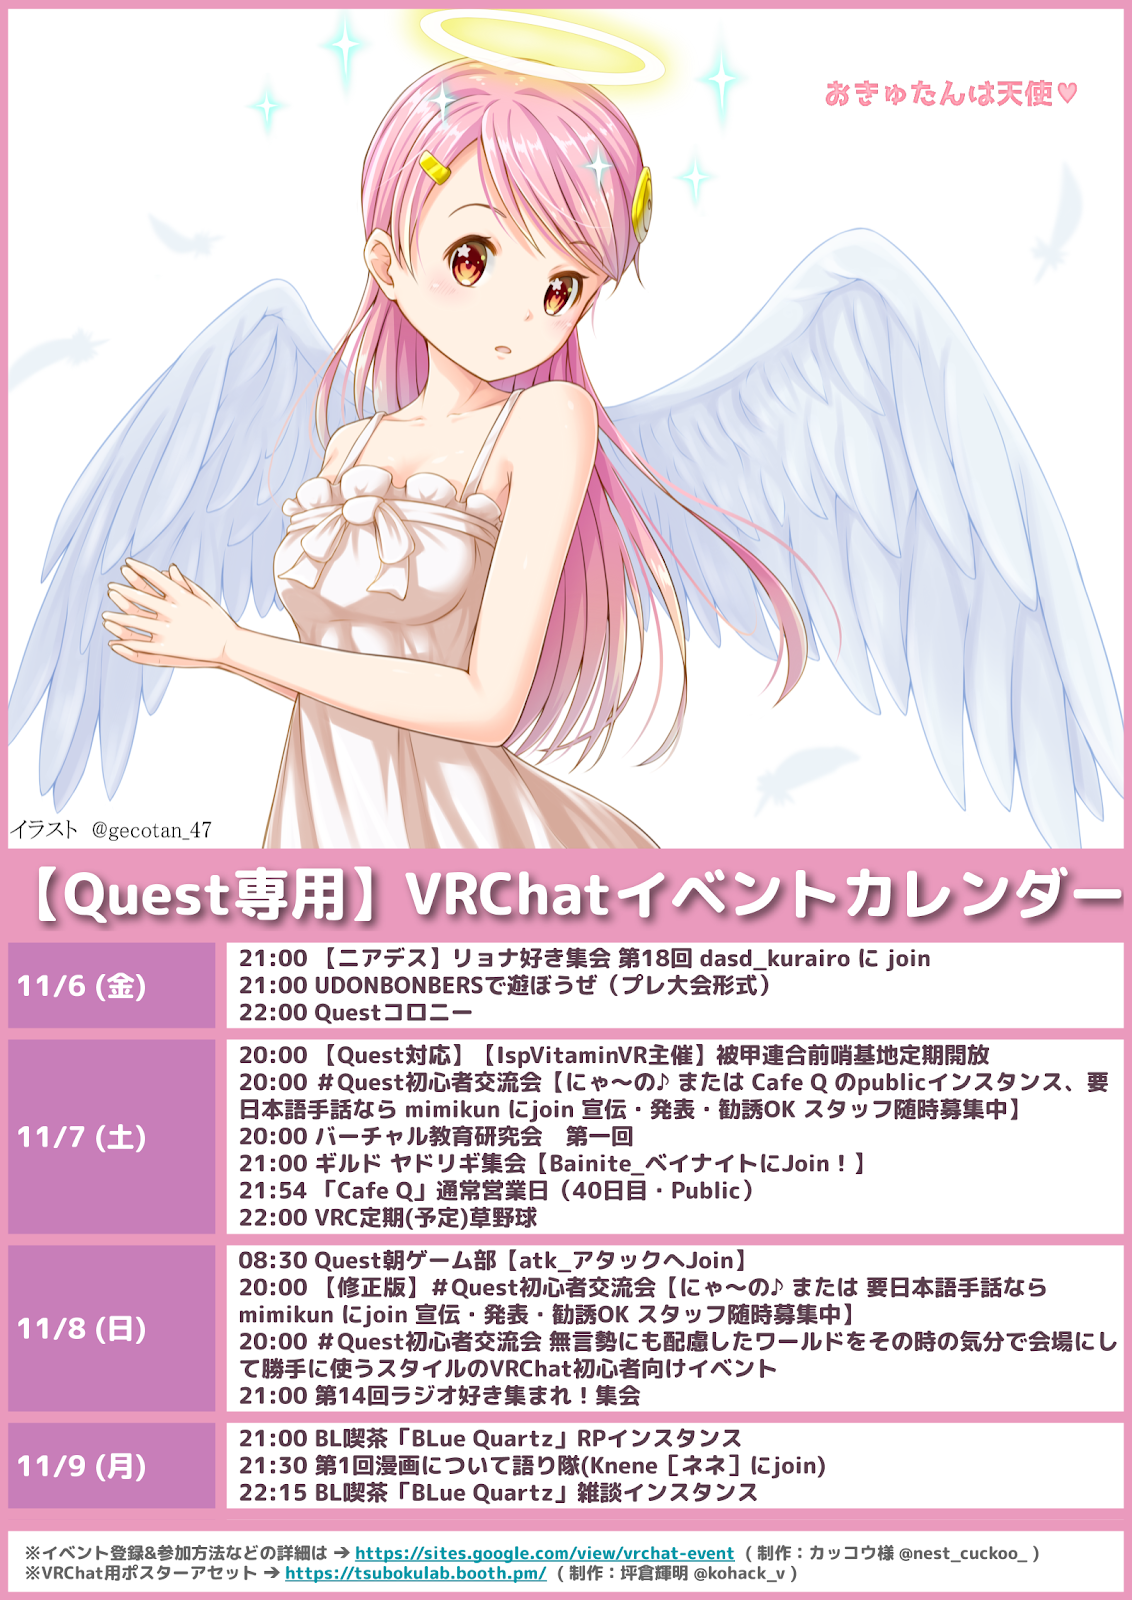 おきゅたんは天使♥
イラスト @gecotan_47
【Quest専用】VRChatイベントカレンダー
11/6 (金)
21:00 【ニアデス】リョナ好き集会 第18回 dasd_kurairo に join
21:00 UDONBONBERSで遊ぼうぜ（プレ大会形式）
22:00 Questコロニー
11/7 (土)
20:00 【Quest対応】【IspVitaminVR主催】被甲連合前哨基地定期開放
20:00 ＃Quest初心者交流会【にゃ～の♪ または Cafe Q のpublicインスタンス、要
日本語手話なら mimikun にjoin 宣伝・発表・勧誘OK スタッフ随時募集中】
20:00 バーチャル教育研究会　第一回
21:00 ギルド ヤドリギ集会【Bainite_ベイナイトにJoin！】
21:54 「Cafe Q」通常営業日（40日目・Public）
22:00 VRC定期(予定)草野球
11/8 (日)
08:30 Quest朝ゲーム部【atk_アタックへJoin】
20:00 【修正版】＃Quest初心者交流会【にゃ～の♪ または 要日本語手話なら
mimikun にjoin 宣伝・発表・勧誘OK スタッフ随時募集中】
20:00 ＃Quest初心者交流会 無言勢にも配慮したワールドをその時の気分で会場にし
て勝手に使うスタイルのVRChat初心者向けイベント
21:00 第14回ラジオ好き集まれ！集会
11/9 (月)
21:00 BL喫茶「BLue Quartz」RPインスタンス
21:30 第1回漫画について語り隊(Knene［ネネ］にjoin)
22:15 BL喫茶「BLue Quartz」雑談インスタンス
※イベント登録&参加方法などの詳細は → https://sites.google.com/view/vrchat-event （制作：カッコウ様 @nest_cuckoo_ ）
※VRChat用ポスターアセット → https://tsubokulab.booth.pm/ （制作：坪倉輝明 @kohack_v ）